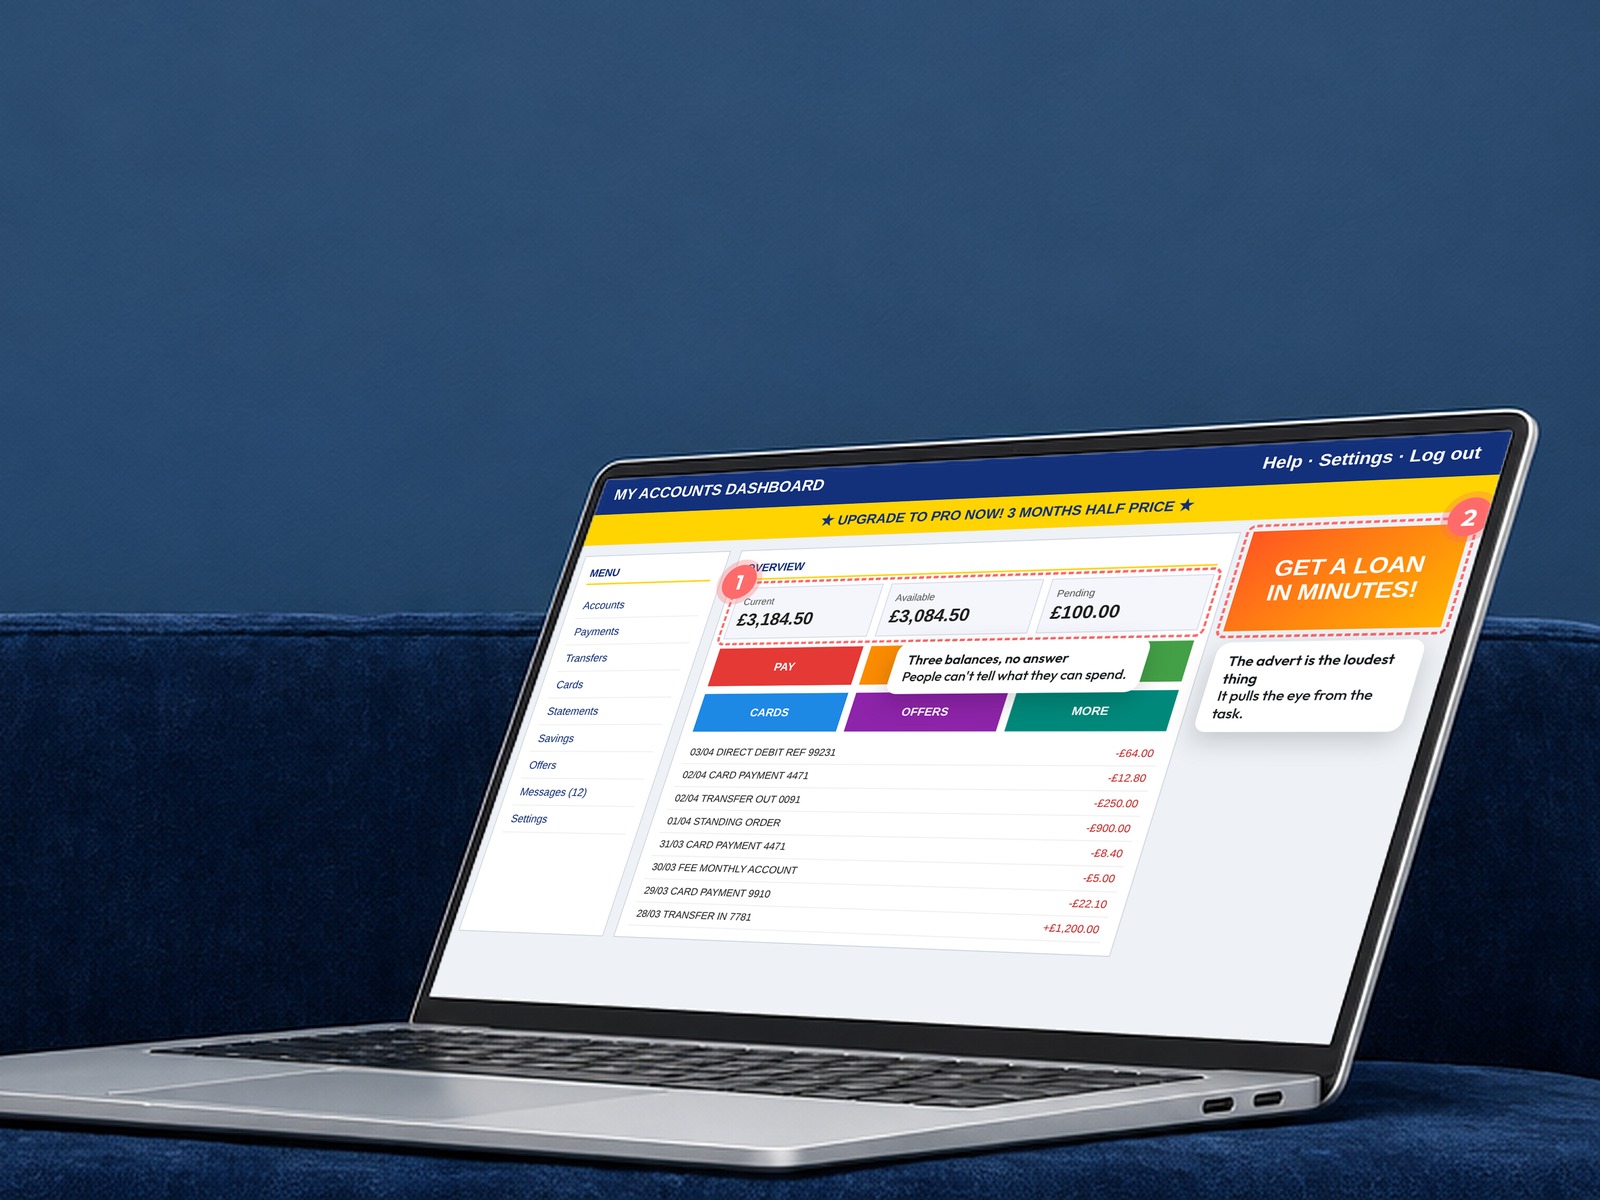 MY ACCOUNTS DASHBOARD
Help · Settings · Log out
★ UPGRADE TO PRO NOW! 3 MONTHS HALF PRICE ★
MENU
Accounts
Payments
Transfers
Cards
Statements
Savings
Offers
Messages (12)
Settings
1
Current
£3,184.50
Available
£3,084.50
Pending
£100.00
PAY
Three balances, no answer
People can't tell what they can spend.
CARDS
OFFERS
MORE
03/04 DIRECT DEBIT REF 99231 -£64.00
02/04 CARD PAYMENT 4471 -£12.80
02/04 TRANSFER OUT 0091 -£250.00
01/04 STANDING ORDER -£900.00
31/03 CARD PAYMENT 4471 -£8.40
30/03 FEE MONTHLY ACCOUNT -£5.00
29/03 CARD PAYMENT 9910 -£22.10
28/03 TRANSFER IN 7781 +£1,200.00
2
GET A LOAN
IN MINUTES!
The advert is the loudest
thing
It pulls the eye from the
task.